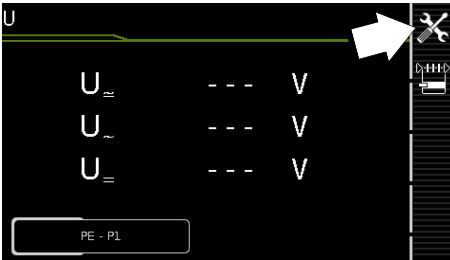 U
U≃ --- V
U~ --- V
U= --- V
PE - P1